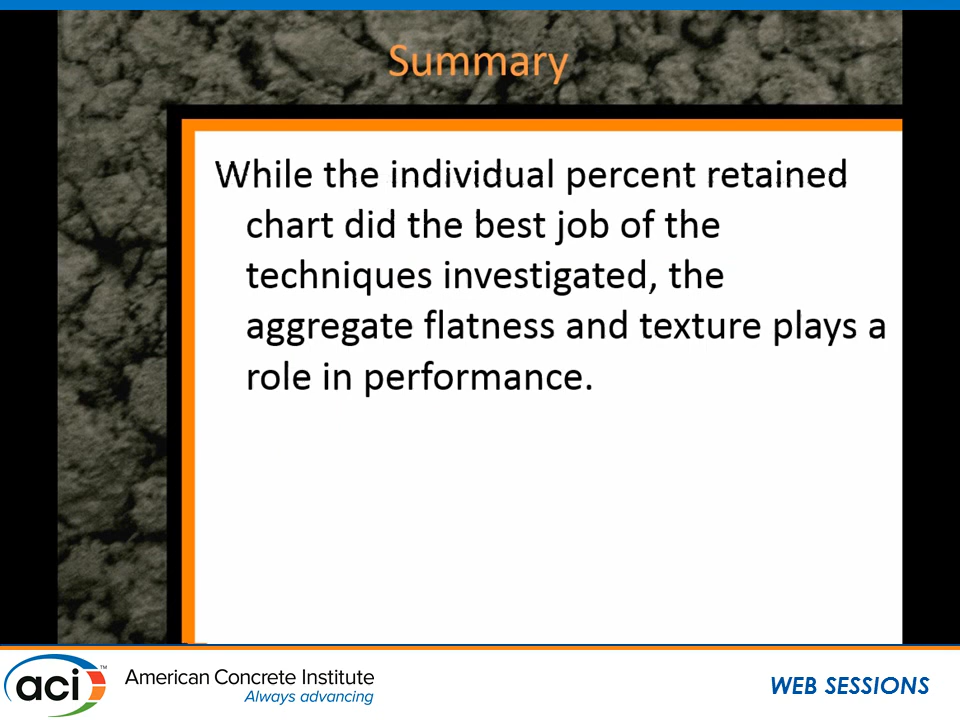 Summary
While the individual percent retained
chart did the best job of the
techniques investigated, the
aggregate flatness and texture plays a
role in performance.
aci™
American Concrete Institute
Always advancing
WEB SESSIONS